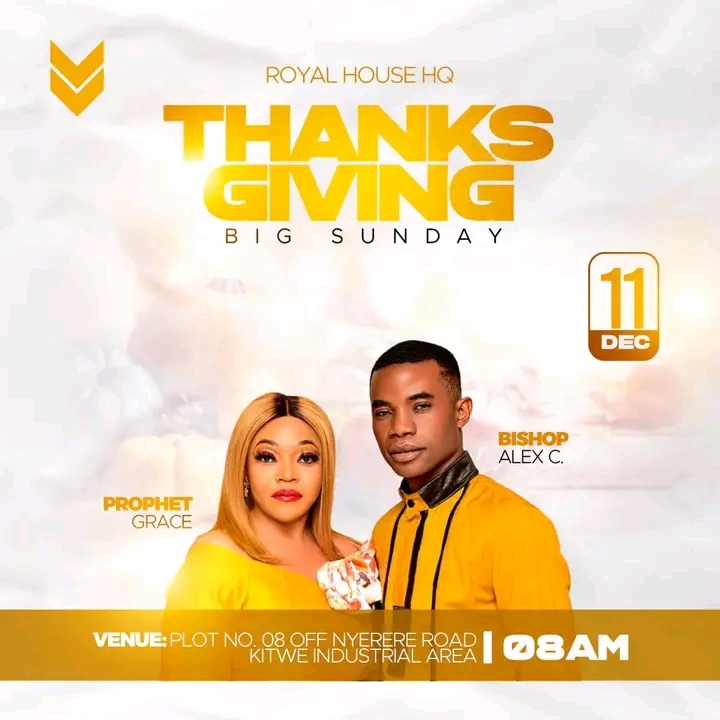 ROYAL HOUSE HQ
THANKS
GIVING
BIG SUNDAY
11
DEC
BISHOP
ALEX C.
PROPHET
GRACE
VENUE: PLOT NO, 08 OFF NYERERE ROAD
KITWE INDUSTRIAL AREA
08AM